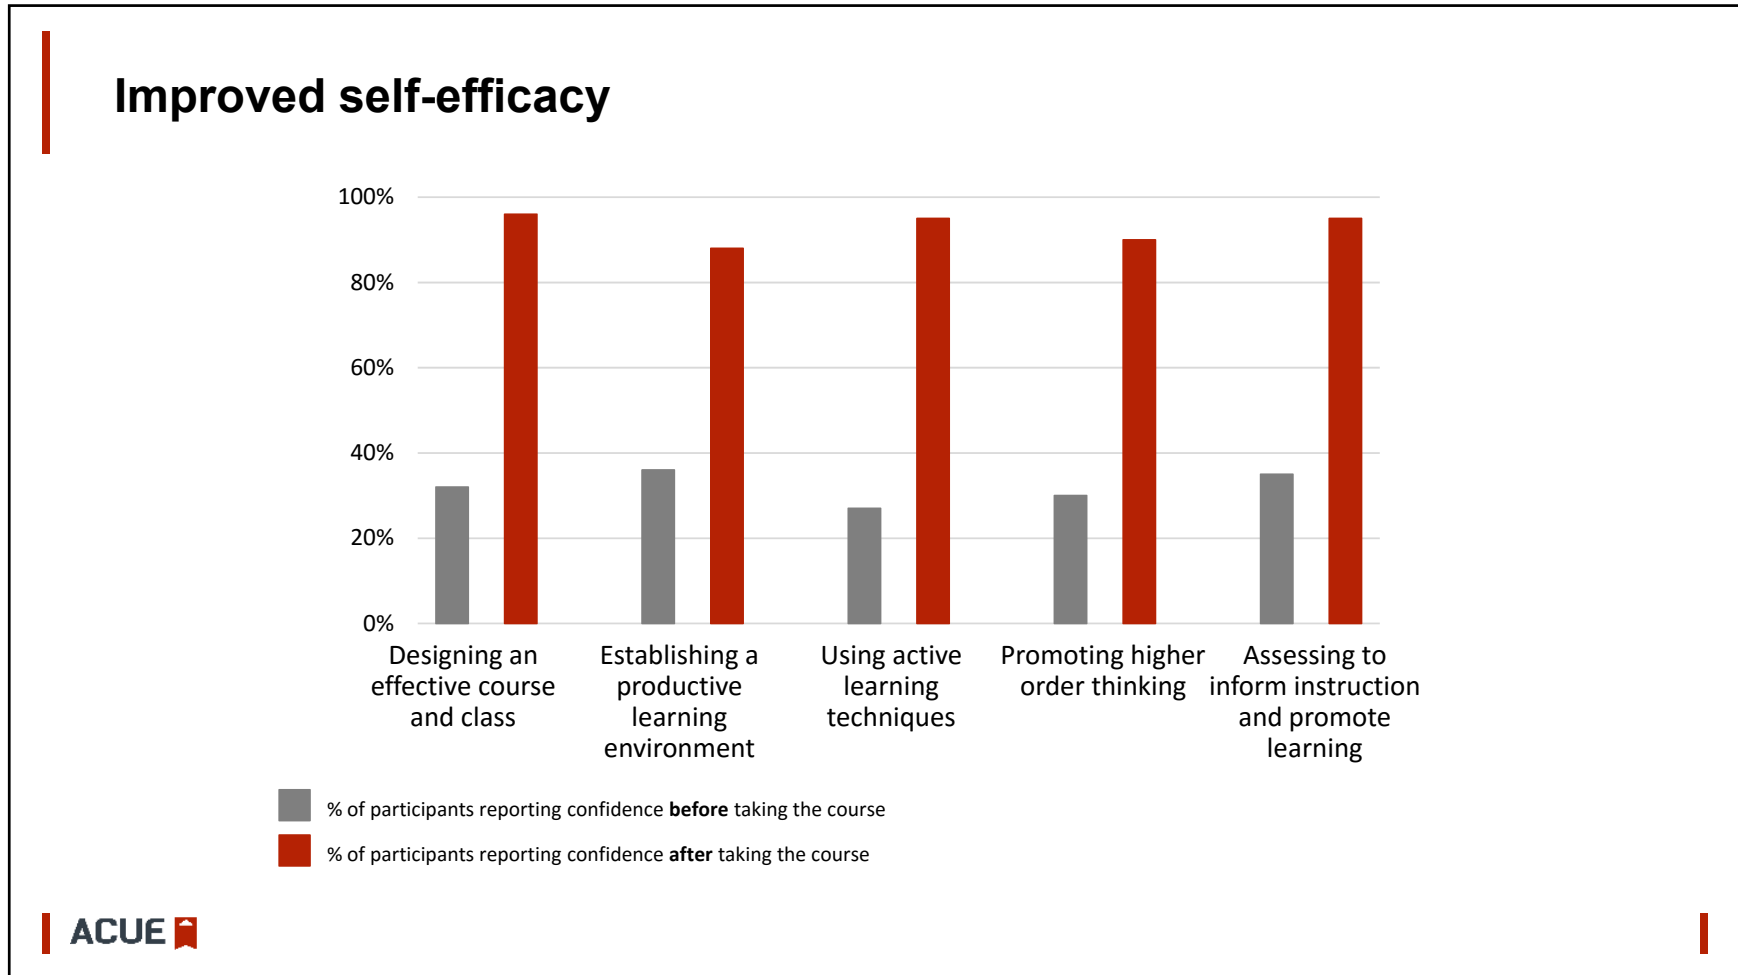 Improved self-efficacy
100%
80%
60%
40%
20%
0%
Designing an
effective course
and class
Establishing a
productive
learning
environment
Using active
learning
techniques
Promoting higher
order thinking
Assessing to
inform instruction
and promote
learning
% of participants reporting confidence before taking the course
% of participants reporting confidence after taking the course
ACUE